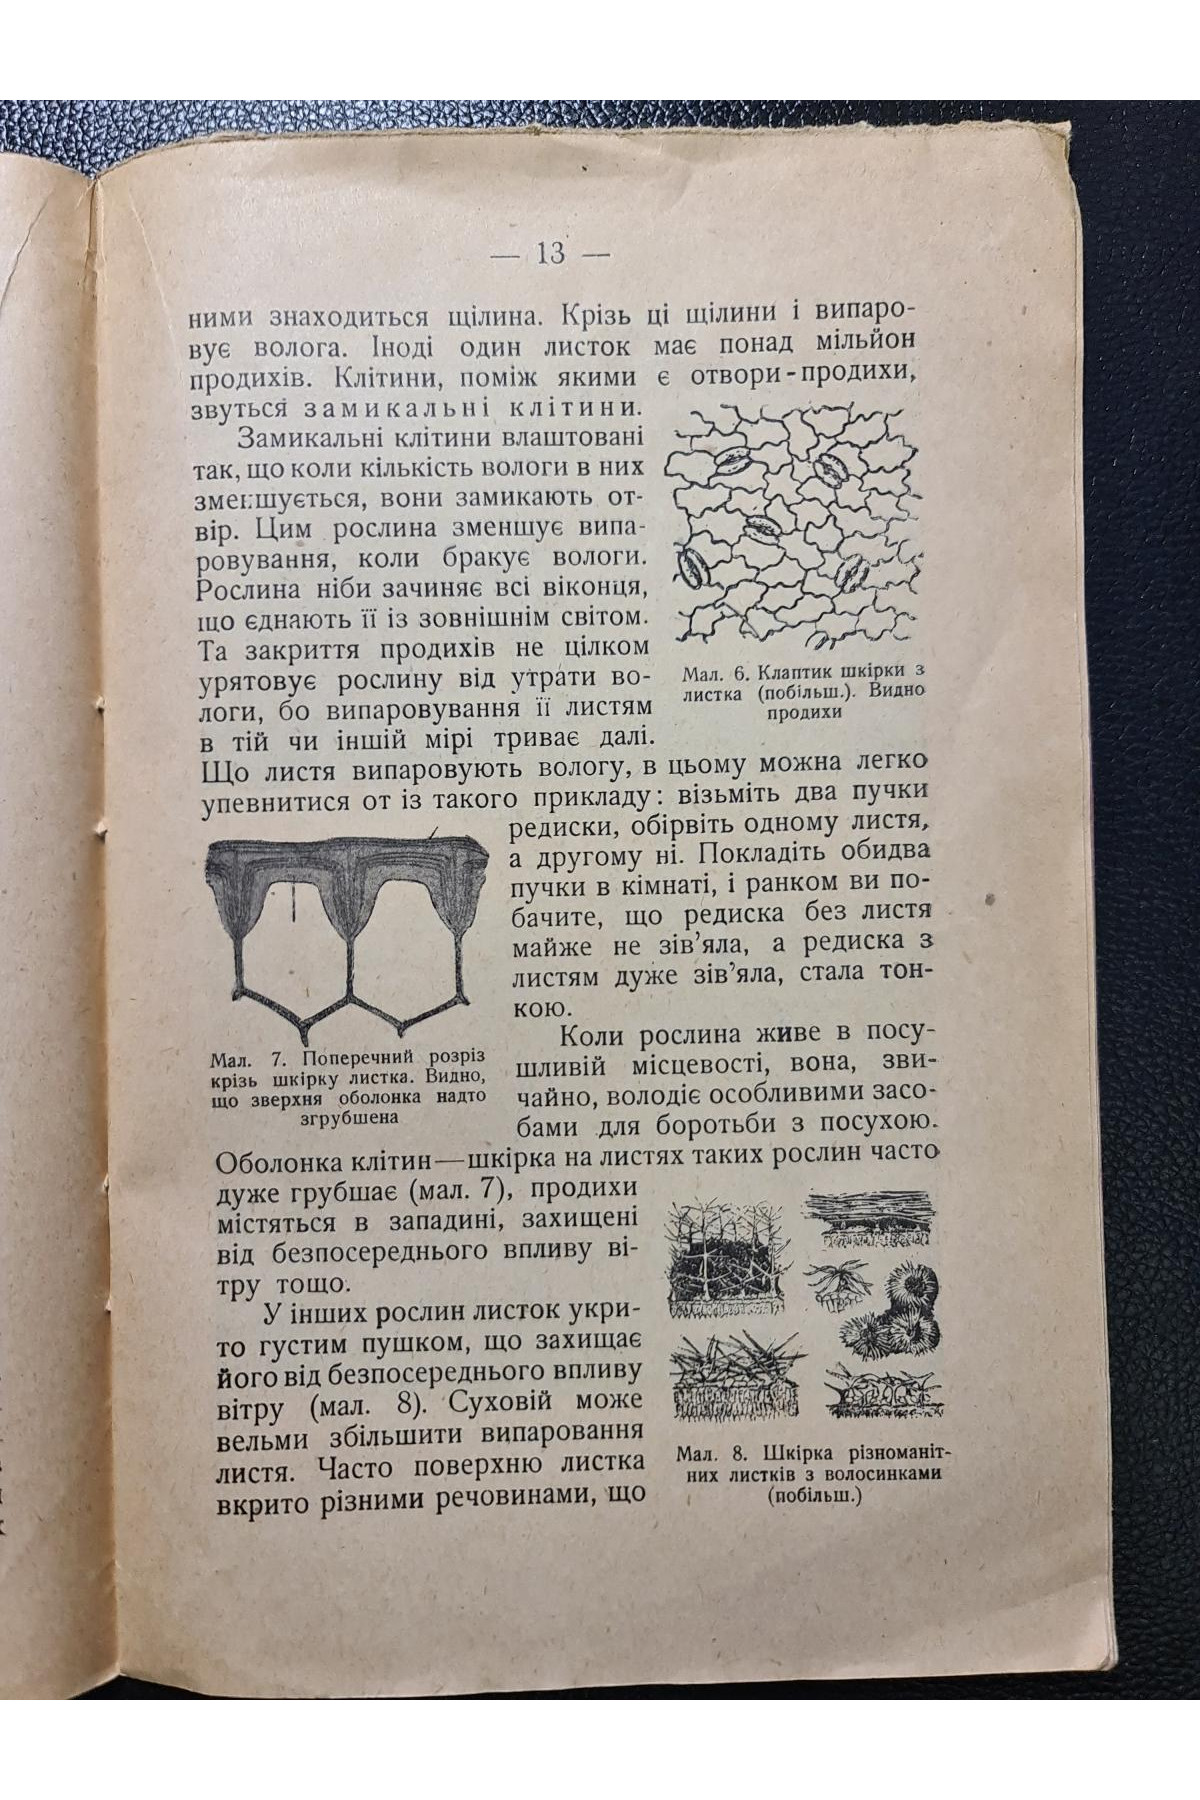 — 13 —
ними знаходиться щілина. Крізь ці щілини і випаро-
вує волога. Іноді один листок має понад мільйон
продихів. Клітини, поміж якими є отвори-продихи,
звуться замикальні клітини.
Замикальні клітини влаштовані
так, що коли кількість вологи в них
зменшується, вони замикають от-
вір. Цим рослина зменшує випа-
ровування, коли бракує вологи.
Рослина ніби зачиняє всі віконця,
що єднають її із зовнішнім світом.
Та закриття продихів не цілком
урятовує рослину від утрати во-
логи, бо випаровування її листям
в тій чи іншій мірі триває далі.
Мал. 6. Клаптик шкірки з
листка (побільш.). Видно
продихи
Що листя випаровують вологу, в цьому можна легко
упевнитися от із такого прикладу: візьміть два пучки
редиски, обірвіть одному листя,
а другому ні. Покладіть обидва
пучки в кімнаті, і ранком ви по-
бачите, що редиска без листя
майже не зів’яла, а редиска з
листям дуже зів’яла, стала тон-
кою.
Мал. 7. Поперечний розріз
крізь шкірку листка. Видно,
що зверхня оболонка надто
згрубшена
Коли рослина живе в посу-
шливій місцевості, вона, зви-
чайно, володіє особливими засо-
бами для боротьби з посухою.
Оболонка клітин—шкірка на листях таких рослин часто
дуже грубшає (мал. 7), продихи
містяться в западині, захищені
від безпосереднього впливу ві-
тру тощо.
У інших рослин листок укри-
то густим пушком, що захищає
його від безпосереднього впливу
вітру (мал. 8). Суховій може
вельми збільшити випаровання
листя. Часто поверхню листка
вкрито різними речовинами, що
Мал. 8. Шкірка різноманіт-
них листків з волосинками
(побільш.)